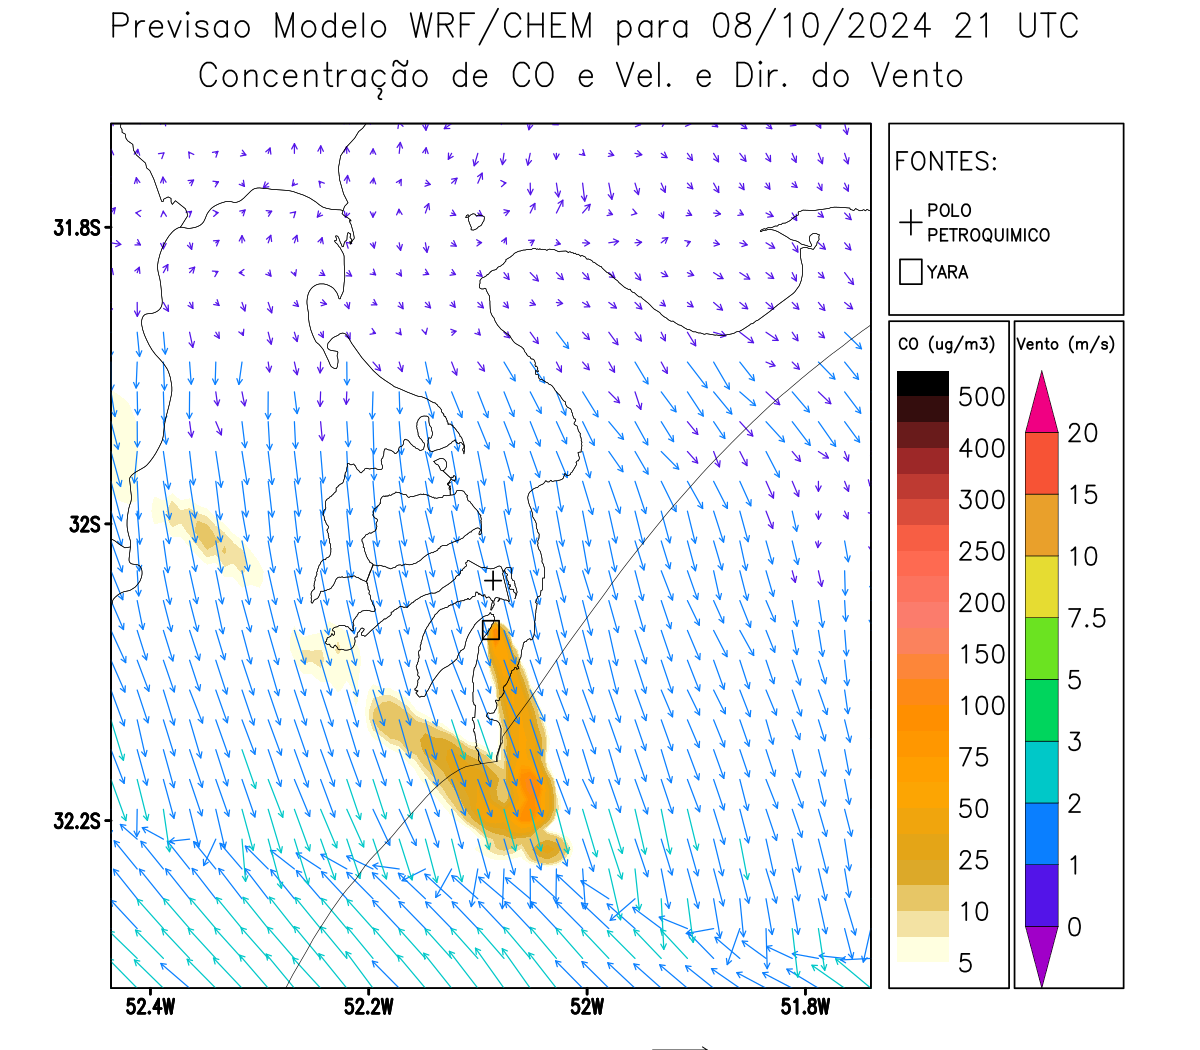 Previsao Modelo WRF/CHEM para 08/10/2024 21 UTC
Concentração de CO e Vel. e Dir. do Vento
FONTES:
POLO
PETROQUIMICO
YARA
CO (ug/m3)
500
400
300
250
200
150
100
75
50
25
10
5
Vento (m/s)
20
15
10
7.5
5
3
2
1
0
31.8S
32S
32.2S
52.4W
52.2W
52W
51.8W